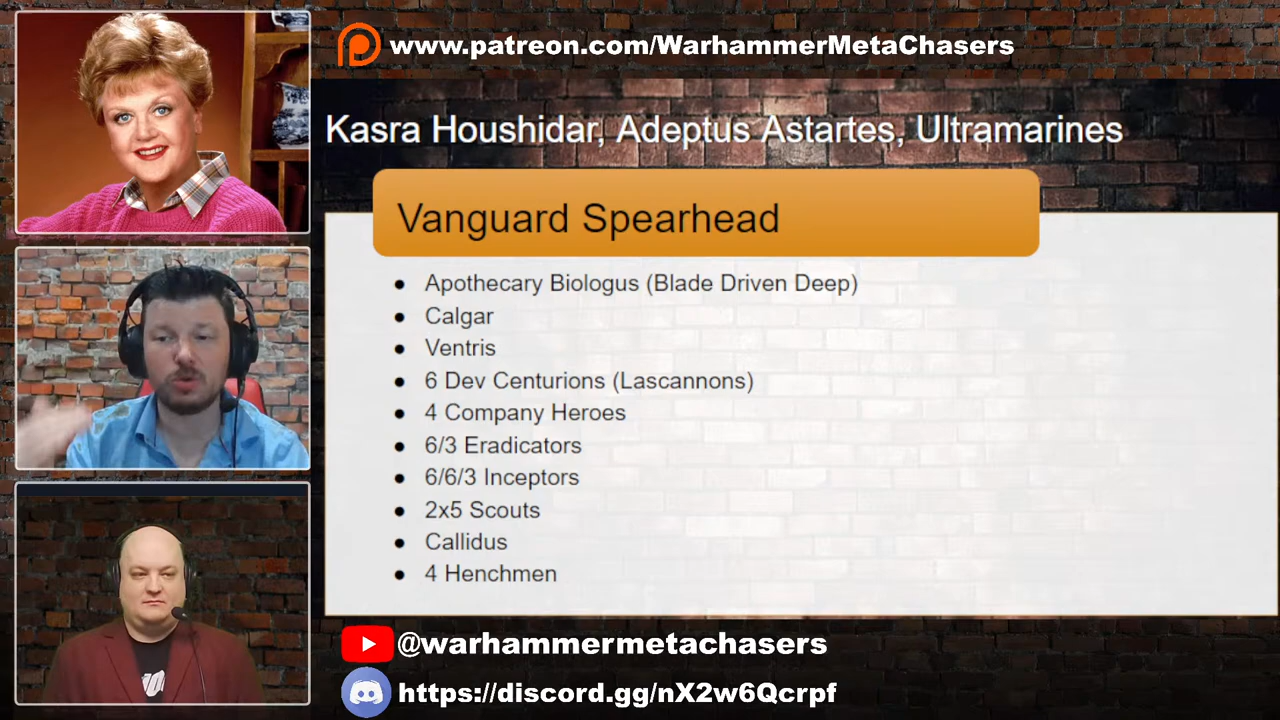 www.patreon.com/WarhammerMetaChasers
Kasra Houshidar, Adeptus Astartes, Ultramarines
Vanguard Spearhead
● Apothecary Biologus (Blade Driven Deep)
● Calgar
● Ventris
● 6 Dev Centurions (Lascannons)
● 4 Company Heroes
● 6/3 Eradicators
● 6/6/3 Inceptors
● 2x5 Scouts
● Callidus
● 4 Henchmen
@warhammermetachasers
https://discord.gg/nX2w6Qcrpf